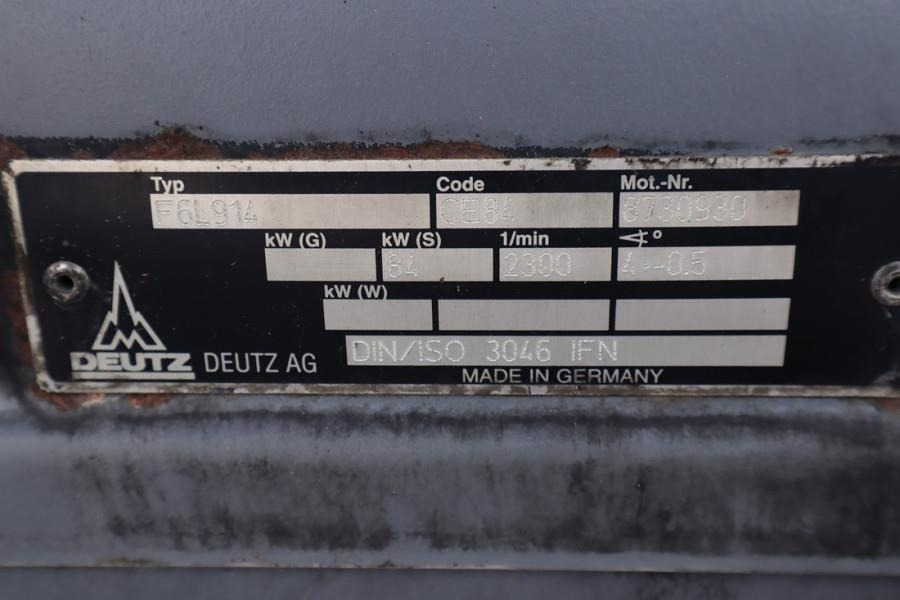 Typ Code Mot.-Nr.
F6L914 CE84 8730930
kW (G) kW (S) 1/min ∢°
84 2300 4+-0.5
kW (W)
DIN/ISO 3046 IFN
DEUTZ DEUTZ AG
MADE IN GERMANY